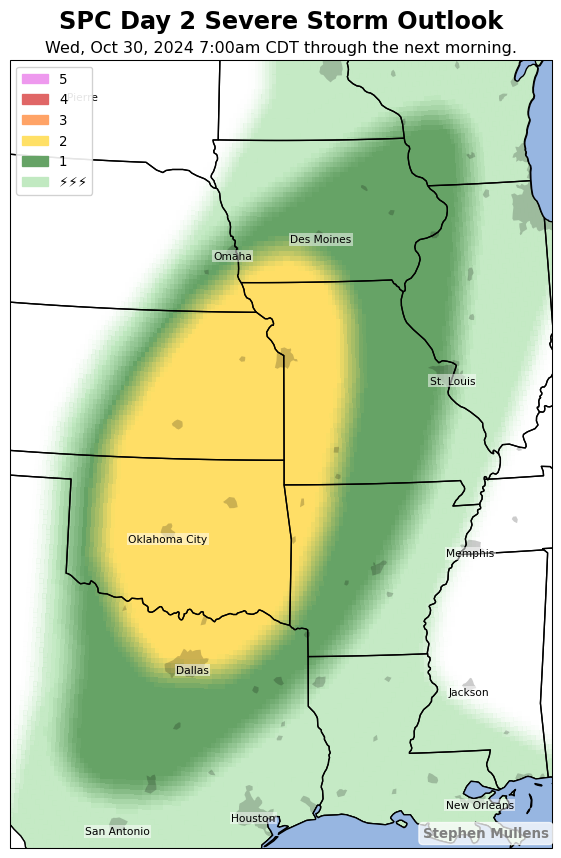 SPC Day 2 Severe Storm Outlook
Wed, Oct 30, 2024 7:00am CDT through the next morning.
5
4
Pierre
3
2
1
⚡⚡⚡
Des Moines
Omaha
St. Louis
Oklahoma City
Memphis
Dallas
Jackson
New Orleans
Houston
San Antonio
Stephen Mullens